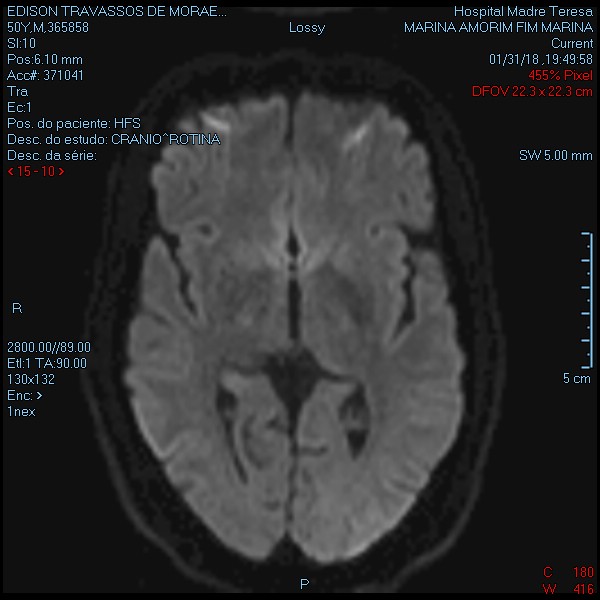 EDISON TRAVASSOS DE MORAE...
50Y,M,365858
Sl:10
Pos:6.10 mm
Acc#: 371041
Tra
Ec:1
Pos. do paciente: HFS
Desc. do estudo: CRANIO^ROTINA
Desc. da série:
< 15 - 10 >
Lossy
Hospital Madre Teresa
MARINA AMORIM FIM MARINA
Current
01/31/18 ,19:49:58
455% Pixel
DFOV 22.3 x 22.3 cm
SW 5.00 mm
R
2800.00//89.00
Etl:1 TA:90.00
130x132
Enc: >
1nex
5 cm
P
C 180
W 416